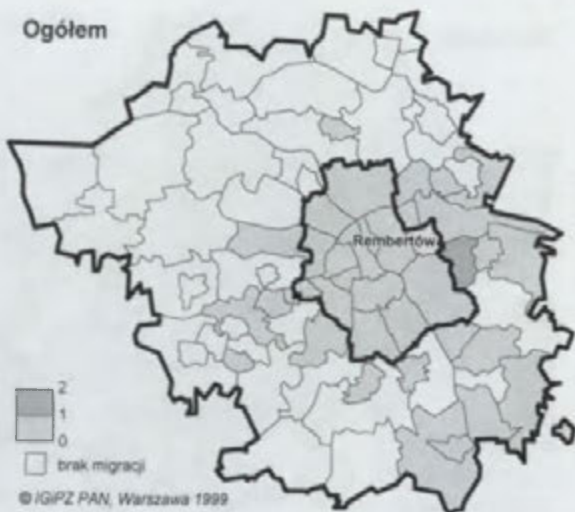 Ogółem
Rembertów
2
1
0
brak migracji
© IGiPZ PAN, Warszawa 1999